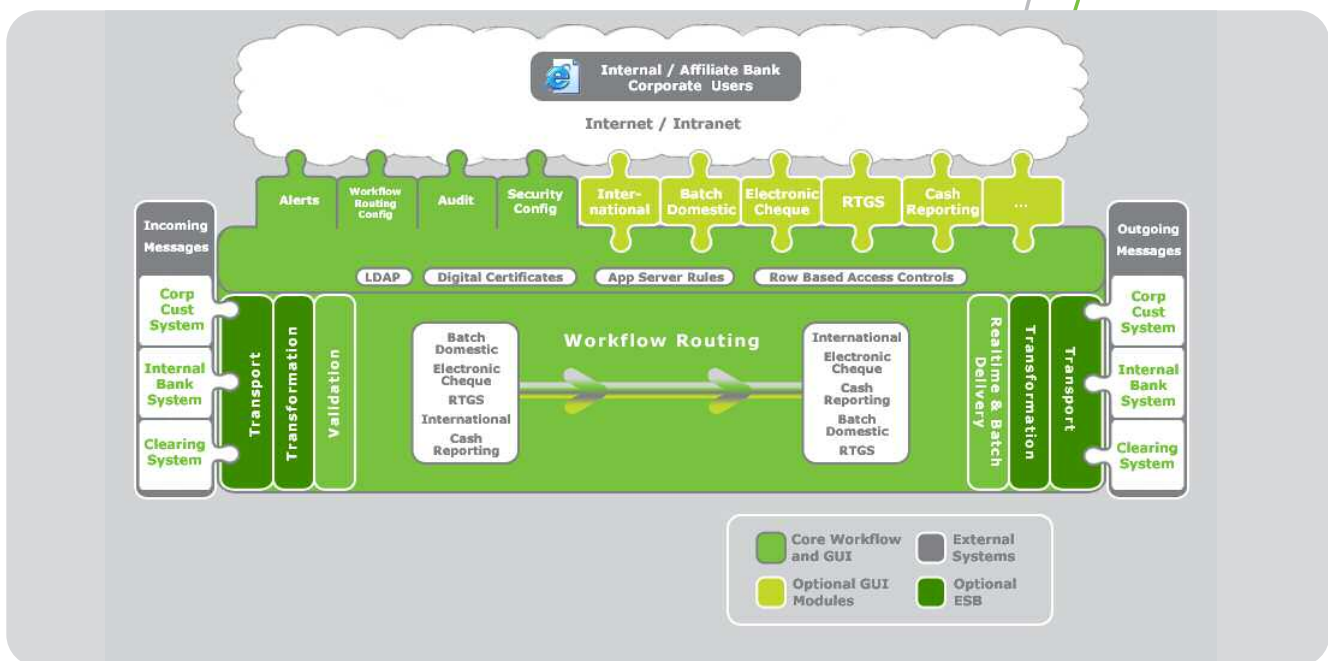 Internal / Affiliate Bank
Corporate Users
Internet / Intranet
Alerts
Workflow
Routing
Config
Audit
Security
Config
Inter-
national
Batch
Domestic
Electronic
Cheque
RTGS
Cash
Reporting
...
Incoming
Messages
Corp
Cust
System
Internal
Bank
System
Clearing
System
LDAP
Digital Certificates
App Server Rules
Row Based Access Controls
Transport
Transformation
Validation
Batch
Domestic
Electronic
Cheque
RTGS
International
Cash
Reporting
Workflow Routing
International
Electronic
Cheque
Cash
Reporting
Batch
Domestic
RTGS
Realtime & Batch
Delivery
Transformation
Transport
Outgoing
Messages
Corp
Cust
System
Internal
Bank
System
Clearing
System
Core Workflow
and GUI
External
Systems
Optional GUI
Modules
Optional
ESB